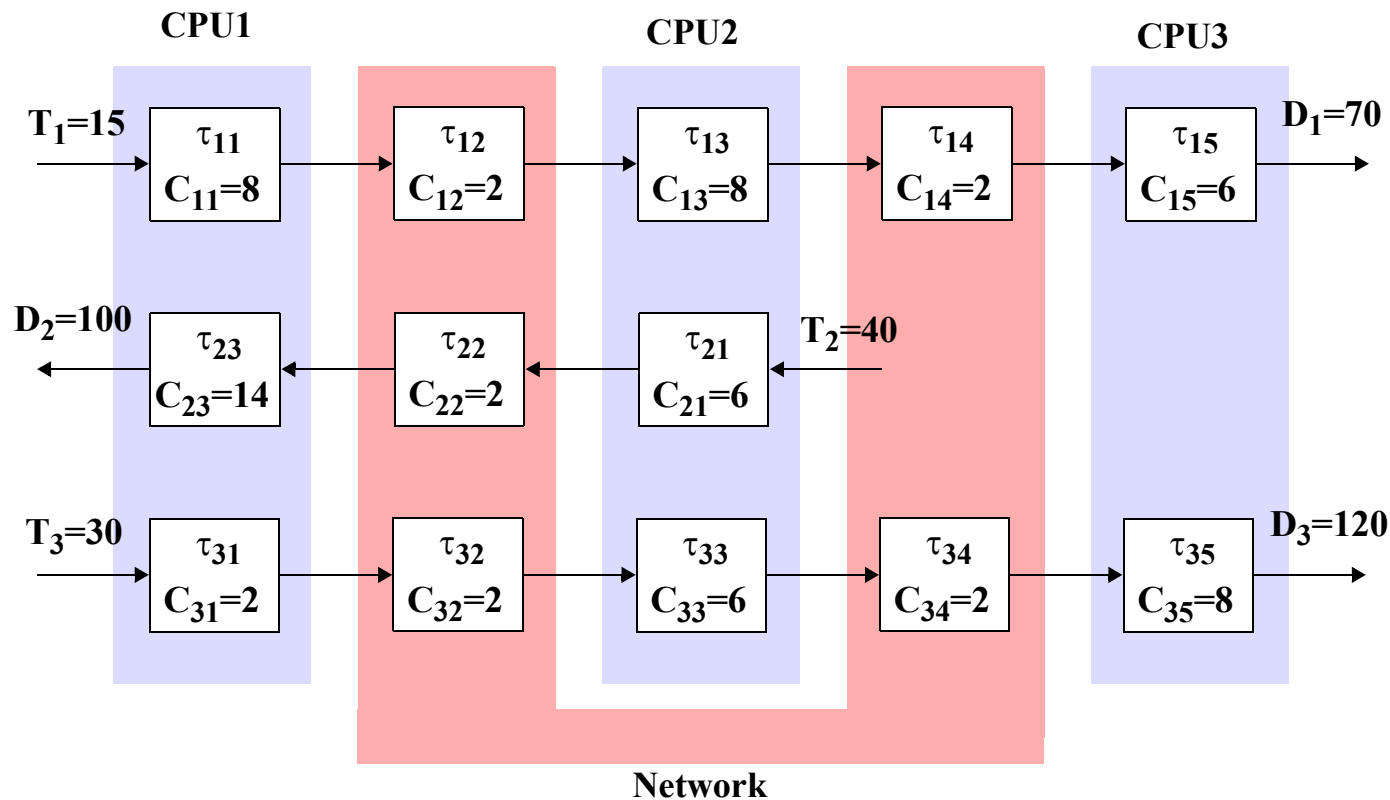 CPU1
CPU2
CPU3
T1=15
τ11
C11=8
τ12
C12=2
τ13
C13=8
τ14
C14=2
τ15
C15=6
D1=70
D2=100
τ23
C23=14
τ22
C22=2
τ21
C21=6
T2=40
T3=30
τ31
C31=2
τ32
C32=2
τ33
C33=6
τ34
C34=2
τ35
C35=8
D3=120
Network